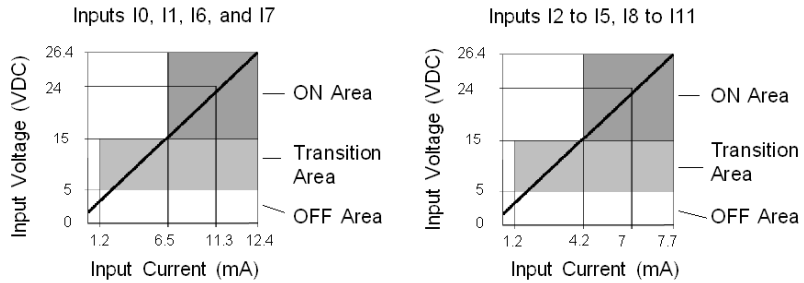 Inputs I0, I1, I6, and I7
Input Voltage (VDC)
26.4
24
15
5
0
1.2 6.5 11.3 12.4
Input Current (mA)
ON Area
Transition
Area
OFF Area
Inputs I2 to I5, I8 to I11
Input Voltage (VDC)
26.4
24
15
5
0
1.2 4.2 7 7.7
Input Current (mA)
ON Area
Transition
Area
OFF Area